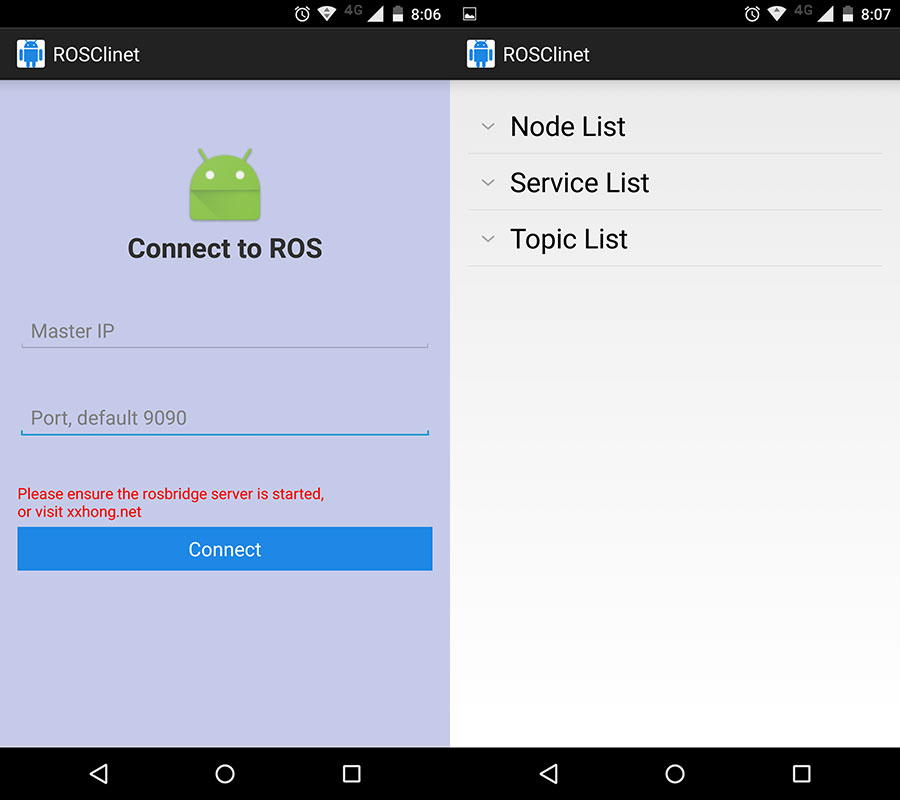 4G 8:06
ROSClinet
Connect to ROS
Master IP
Port, default 9090
Please ensure the rosbridge server is started,
or visit xxhong.net
Connect
4G 8:07
ROSClinet
Node List
Service List
Topic List